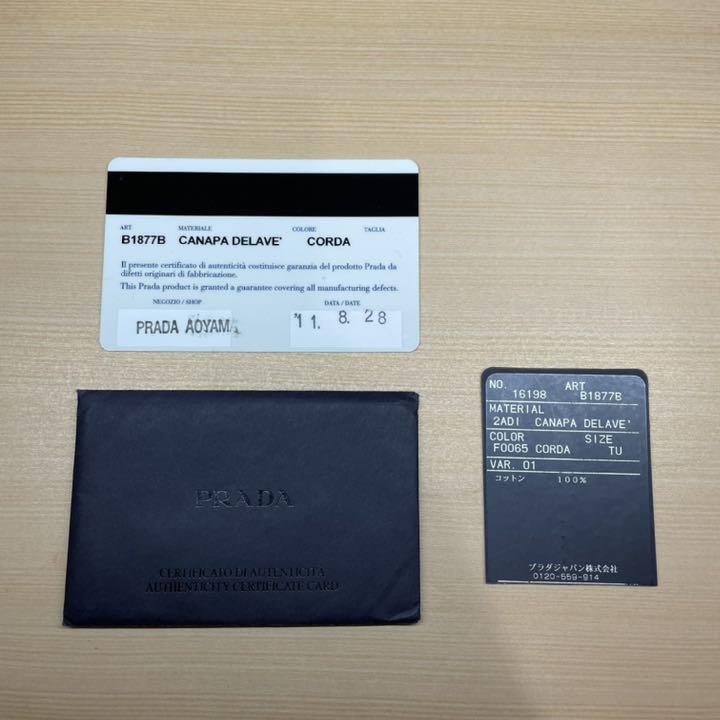 ART MATERIALE COLORE TAGLIA
B1877B CANAPA DELAVE' CORDA
Il presente certificato di autenticità costituisce garanzia del prodotto Prada da
difetti originari di fabbricazione.
This Prada product is granted a guarantee covering all manufacturing defects.
NEGOZIO / SHOP DATA / DATE
PRADA AOYAMA '11. 8. 28
PRADA
CERTIFICATO DI AUTENTICITÀ
AUTHENTICITY CERTIFICATE CARD
NO. ART
16198 B1877B
MATERIAL
2ADI CANAPA DELAVE'
COLOR SIZE
F0065 CORDA TU
VAR. 01
コットン 100%
プラダジャパン株式会社
0120-559-914